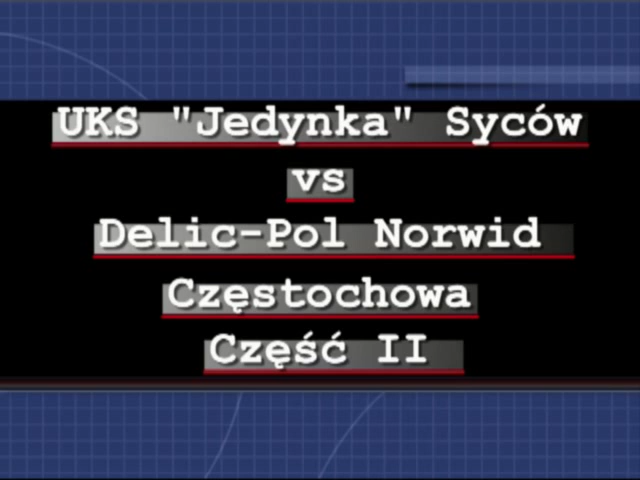 UKS "Jedynka" Syców
vs
Delic-Pol Norwid
Częstochowa
Część II